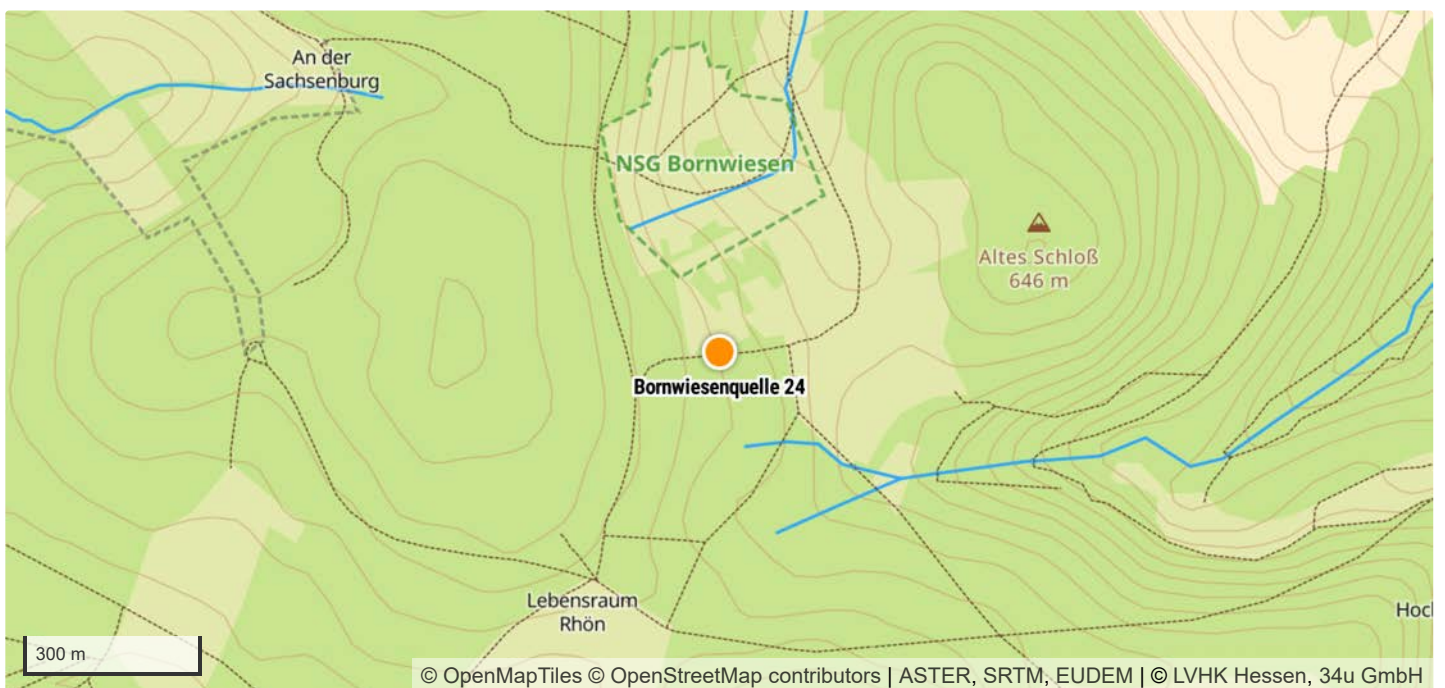 An der
Sachsenburg
NSG Bornwiesen
Altes Schloß
646 m
Bornwiesenquelle 24
Lebensraum
Rhön
Hoc
300 m
© OpenMapTiles © OpenStreetMap contributors | ASTER, SRTM, EUDEM | © LVHK Hessen, 34u GmbH